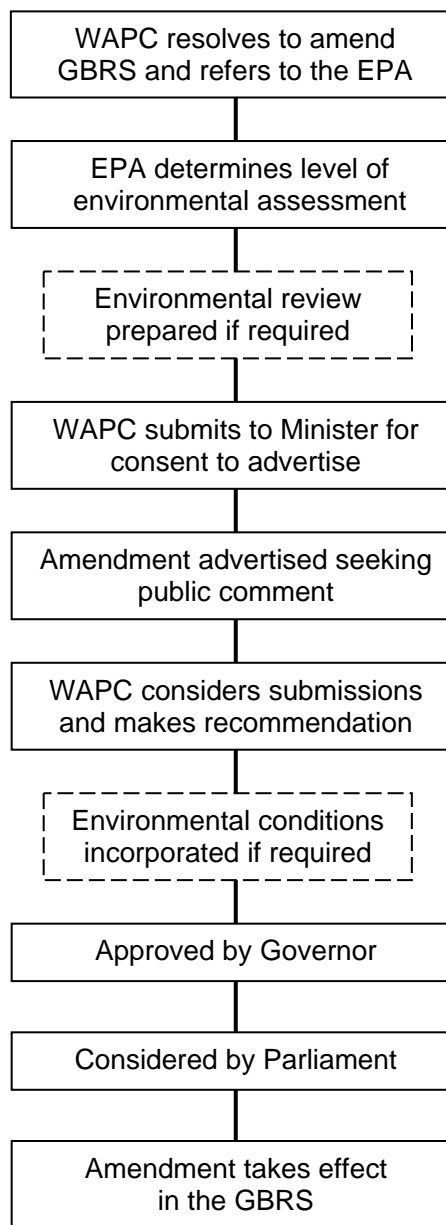 WAPC resolves to amend
GBRS and refers to the EPA
EPA determines level of
environmental assessment
Environmental review
prepared if required
WAPC submits to Minister for
consent to advertise
Amendment advertised seeking
public comment
WAPC considers submissions
and makes recommendation
Environmental conditions
incorporated if required
Approved by Governor
Considered by Parliament
Amendment takes effect
in the GBRS